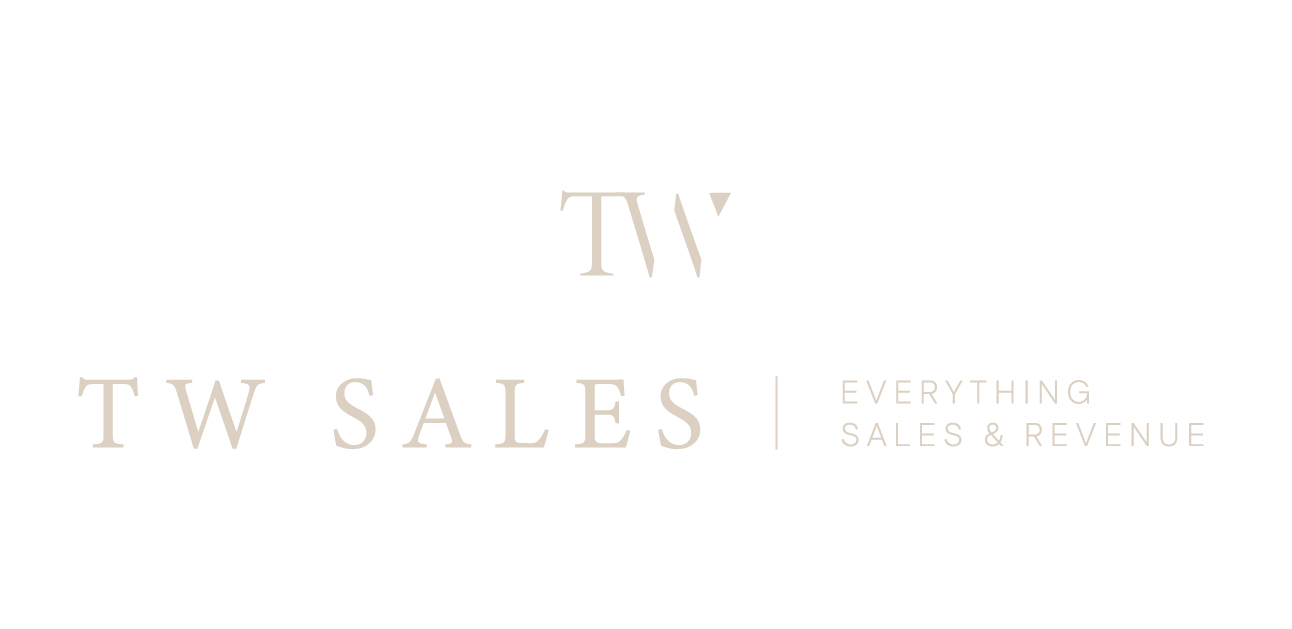 TW
TW SALES
EVERYTHING
SALES & REVENUE